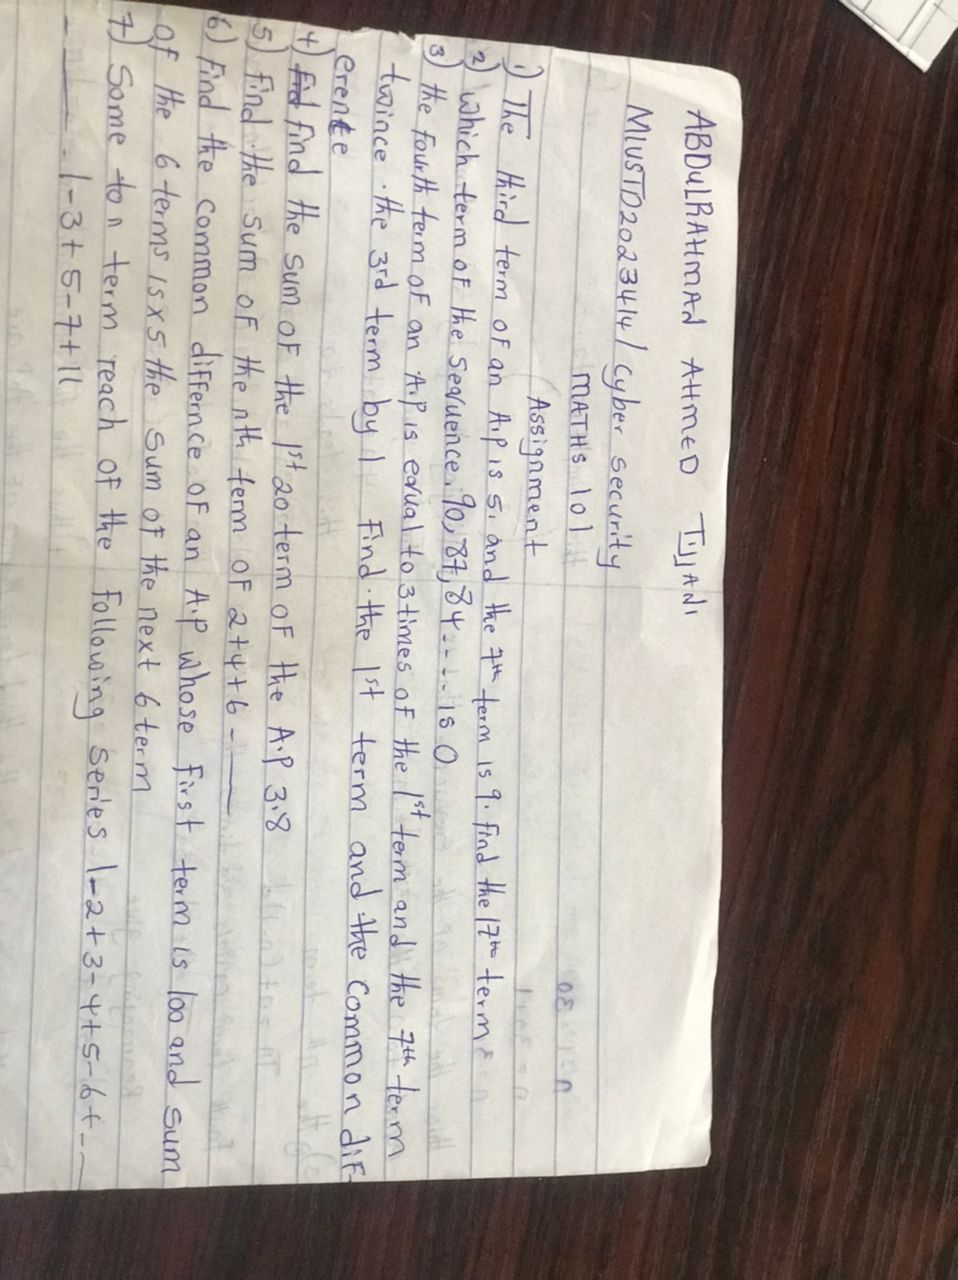 ABDULRAHMAD AHMED TIJJANI
MIUSTD2023414/ cyber security
MATHS 101
Assignment
1) The third term of an A.P is 5. and the 7th term is 9. find the 17th term
2) which term of the sequence, 90, 87, 84 ---- is 0
3) the fourth term of an A.P is equal to 3 times of the 1st term and the 7th term
twince the 3rd term by 1 Find the 1st term and the common dif-
erence
4) find the sum of the 1st 20 term of the A.P 3.8
5) find the sum of the nth term of 2+4+6 - ——
6) Find the common differnce of an A.P whose first term is 100 and sum
of the 6 terms is x 5 the sum of the next 6 term
7) Some to n term reach of the following series 1-2+3-4+5-6+ - —
- —— . 1-3+5-7+11